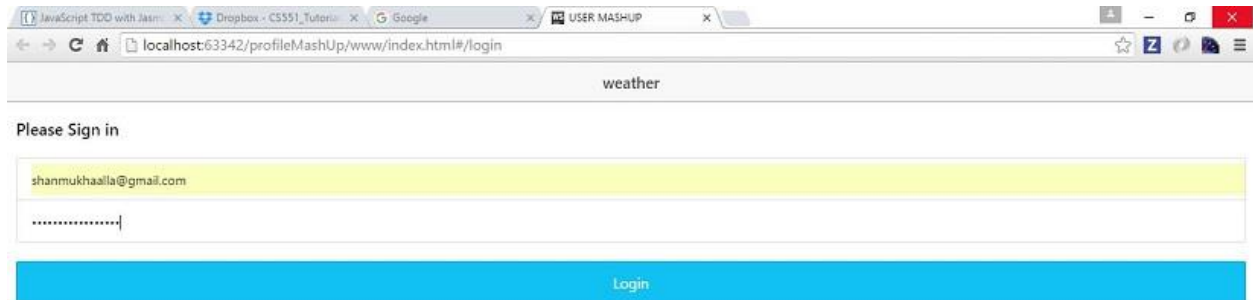 JavaScript TDD with Jasm
Dropbox - CS551_Tutoria
Google
USER MASHUP
localhost:63342/profileMashUp/www/index.html#/login
weather
Please Sign in
shanmukhaalla@gmail.com
Login